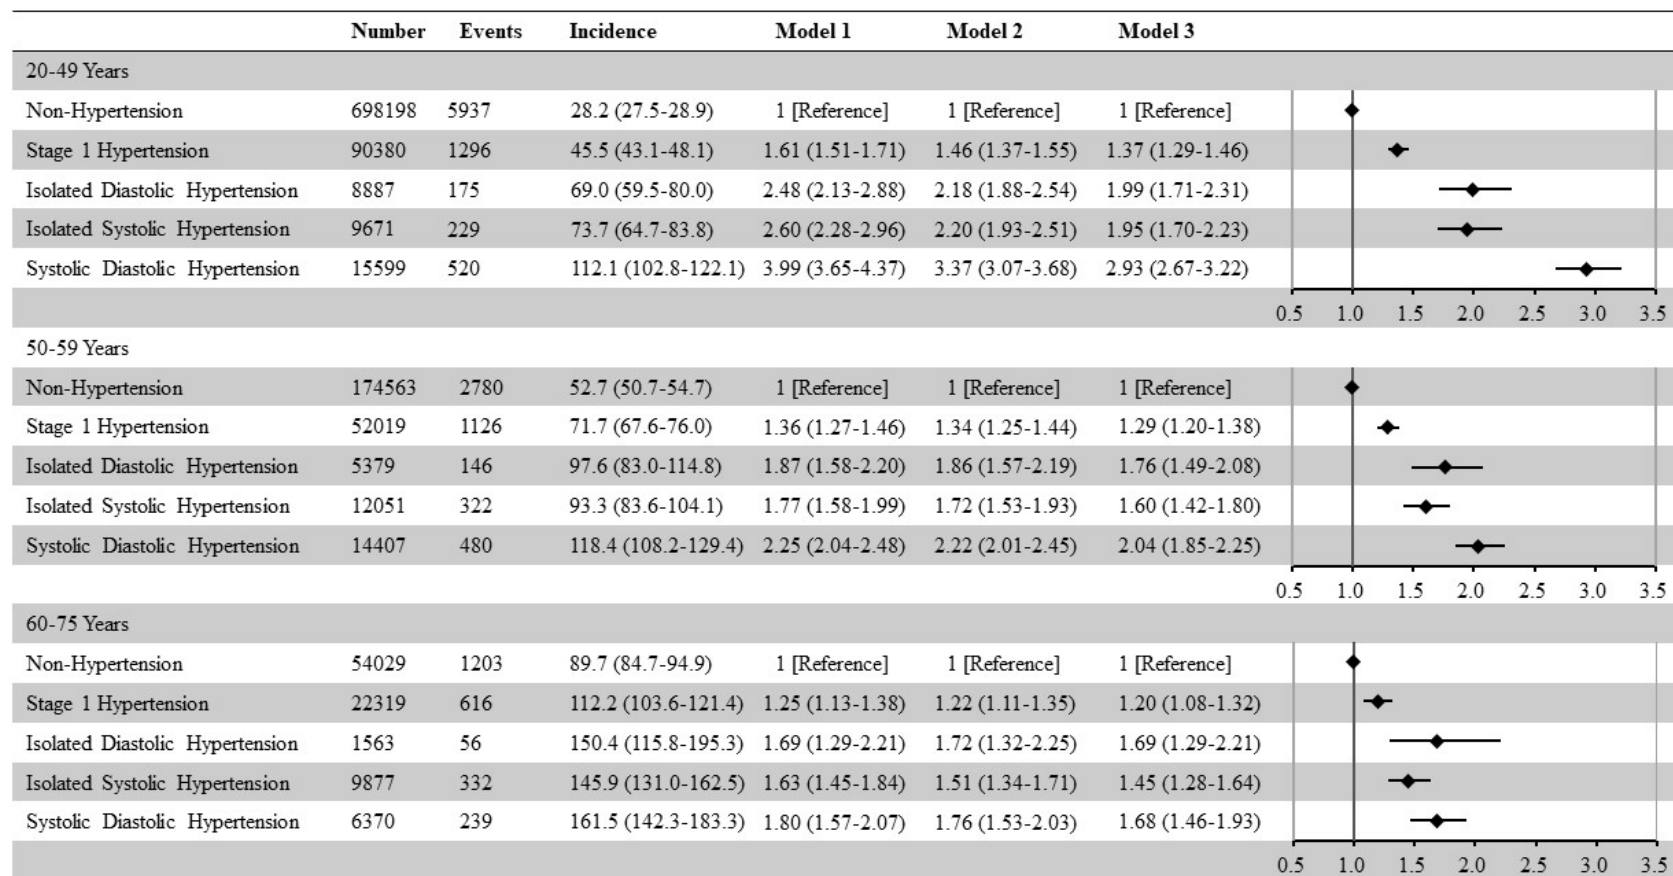 Number Events Incidence Model 1 Model 2 Model 3
20-49 Years
Non-Hypertension 698198 5937 28.2 (27.5-28.9) 1 [Reference] 1 [Reference] 1 [Reference]
Stage 1 Hypertension 90380 1296 45.5 (43.1-48.1) 1.61 (1.51-1.71) 1.46 (1.37-1.55) 1.37 (1.29-1.46)
Isolated Diastolic Hypertension 8887 175 69.0 (59.5-80.0) 2.48 (2.13-2.88) 2.18 (1.88-2.54) 1.99 (1.71-2.31)
Isolated Systolic Hypertension 9671 229 73.7 (64.7-83.8) 2.60 (2.28-2.96) 2.20 (1.93-2.51) 1.95 (1.70-2.23)
Systolic Diastolic Hypertension 15599 520 112.1 (102.8-122.1) 3.99 (3.65-4.37) 3.37 (3.07-3.68) 2.93 (2.67-3.22)
0.5 1.0 1.5 2.0 2.5 3.0 3.5
50-59 Years
Non-Hypertension 174563 2780 52.7 (50.7-54.7) 1 [Reference] 1 [Reference] 1 [Reference]
Stage 1 Hypertension 52019 1126 71.7 (67.6-76.0) 1.36 (1.27-1.46) 1.34 (1.25-1.44) 1.29 (1.20-1.38)
Isolated Diastolic Hypertension 5379 146 97.6 (83.0-114.8) 1.87 (1.58-2.20) 1.86 (1.57-2.19) 1.76 (1.49-2.08)
Isolated Systolic Hypertension 12051 322 93.3 (83.6-104.1) 1.77 (1.58-1.99) 1.72 (1.53-1.93) 1.60 (1.42-1.80)
Systolic Diastolic Hypertension 14407 480 118.4 (108.2-129.4) 2.25 (2.04-2.48) 2.22 (2.01-2.45) 2.04 (1.85-2.25)
0.5 1.0 1.5 2.0 2.5 3.0 3.5
60-75 Years
Non-Hypertension 54029 1203 89.7 (84.7-94.9) 1 [Reference] 1 [Reference] 1 [Reference]
Stage 1 Hypertension 22319 616 112.2 (103.6-121.4) 1.25 (1.13-1.38) 1.22 (1.11-1.35) 1.20 (1.08-1.32)
Isolated Diastolic Hypertension 1563 56 150.4 (115.8-195.3) 1.69 (1.29-2.21) 1.72 (1.32-2.25) 1.69 (1.29-2.21)
Isolated Systolic Hypertension 9877 332 145.9 (131.0-162.5) 1.63 (1.45-1.84) 1.51 (1.34-1.71) 1.45 (1.28-1.64)
Systolic Diastolic Hypertension 6370 239 161.5 (142.3-183.3) 1.80 (1.57-2.07) 1.76 (1.53-2.03) 1.68 (1.46-1.93)
0.5 1.0 1.5 2.0 2.5 3.0 3.5